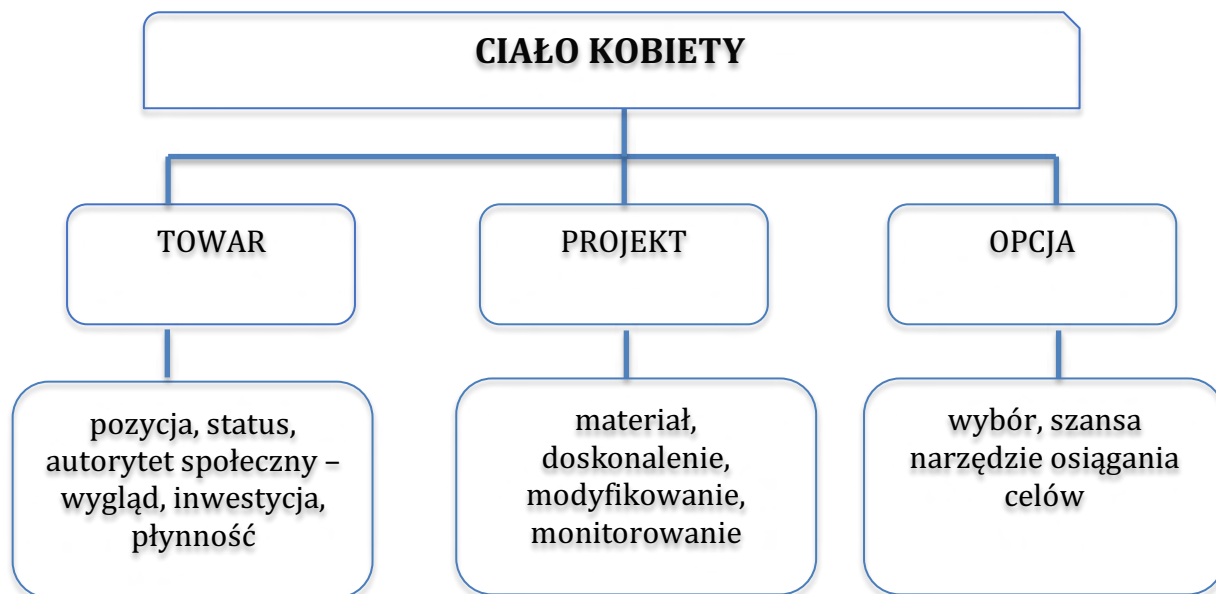 CIAŁO KOBIETY
TOWAR
PROJEKT
OPCJA
pozycja, status,
autorytet społeczny –
wygląd, inwestycja,
płynność
materiał,
doskonalenie,
modyfikowanie,
monitorowanie
wybór, szansa
narzędzie osiągania
celów